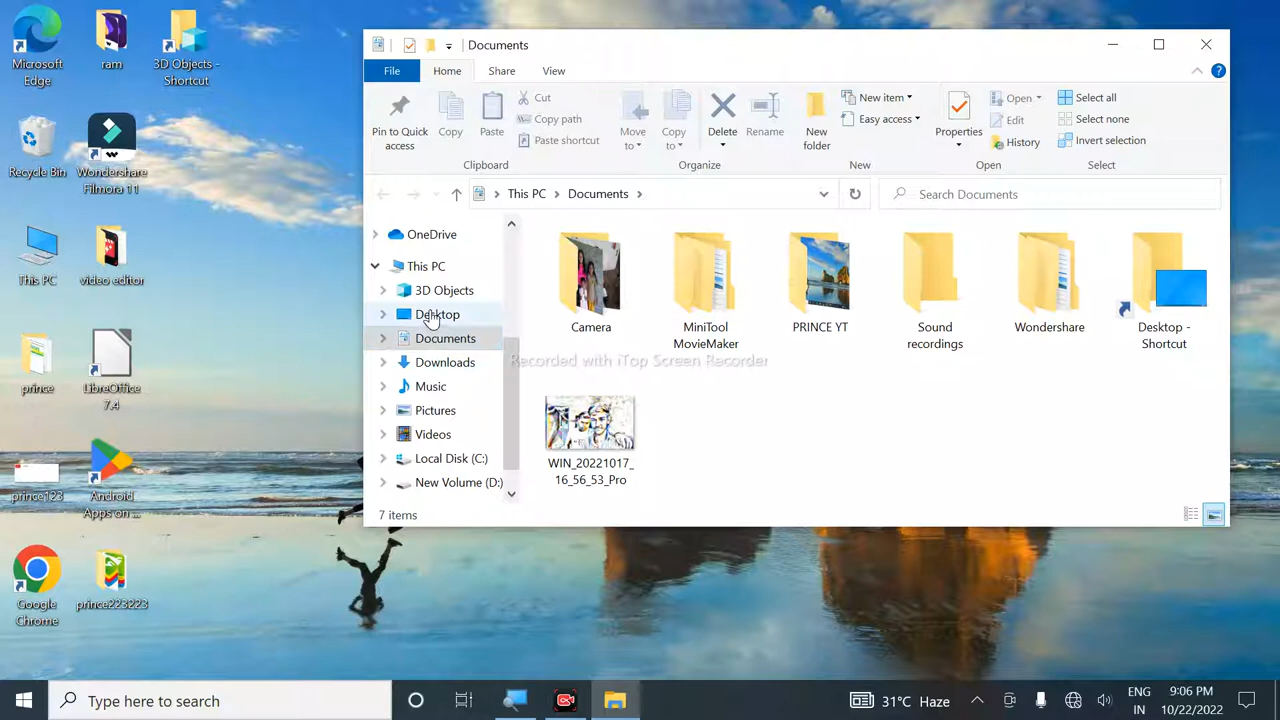 Microsoft
Edge
ram
3D Objects -
Shortcut
Recycle Bin
Wondershare
Filmora 11
This PC
video editor
prince
LibreOffice
7.4
prince123
Android
Apps on ...
Google
Chrome
prince223223
Documents
File
Home
Share
View
Pin to Quick
access
Copy
Paste
Cut
Copy path
Paste shortcut
Clipboard
Move
to
Copy
to
Delete
Rename
Organize
New
folder
New item
Easy access
New
Properties
Open
Edit
History
Open
Select all
Select none
Invert selection
Select
This PC
Documents
Search Documents
OneDrive
This PC
3D Objects
Desktop
Documents
Downloads
Music
Pictures
Videos
Local Disk (C:)
New Volume (D:)
Camera
MiniTool
MovieMaker
PRINCE YT
Sound
recordings
Wondershare
Desktop -
Shortcut
Recorded with iTop Screen Recorder
WIN_20221017_
16_56_53_Pro
7 items
Type here to search
31°C Haze
ENG
IN
9:06 PM
10/22/2022